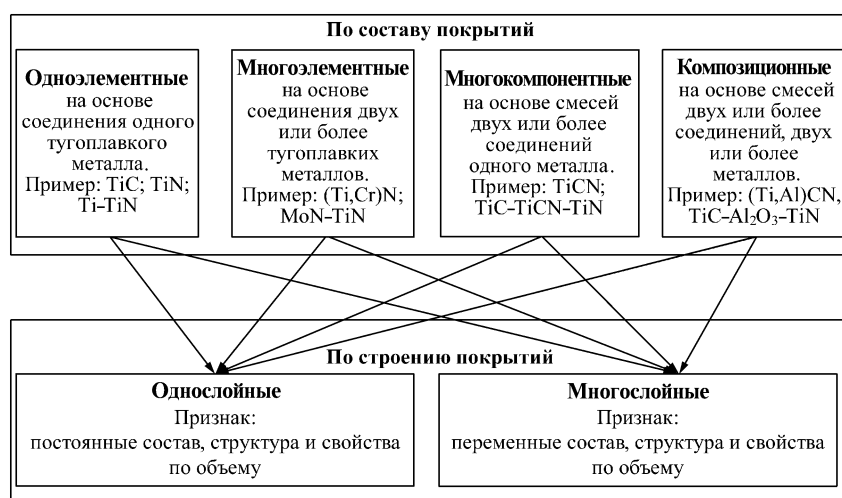 По составу покрытий
Одноэлементные
на основе
соединения одного
тугоплавкого
металла.
Пример: TiC; TiN;
Ti–TiN
Многоэлементные
на основе
соединения двух
или более
тугоплавких
металлов.
Пример: (Ti,Cr)N;
MoN–TiN
Многокомпонентные
на основе смесей
двух или более
соединений
одного металла.
Пример: TiCN;
TiC–TiCN–TiN
Композиционные
на основе смесей
двух или более
соединений, двух
или более
металлов.
Пример: (Ti,Al)CN,
TiC–Al₂O₃–TiN
По строению покрытий
Однослойные
Признак:
постоянные состав, структура и свойства
по объему
Многослойные
Признак:
переменные состав, структура и свойства
по объему